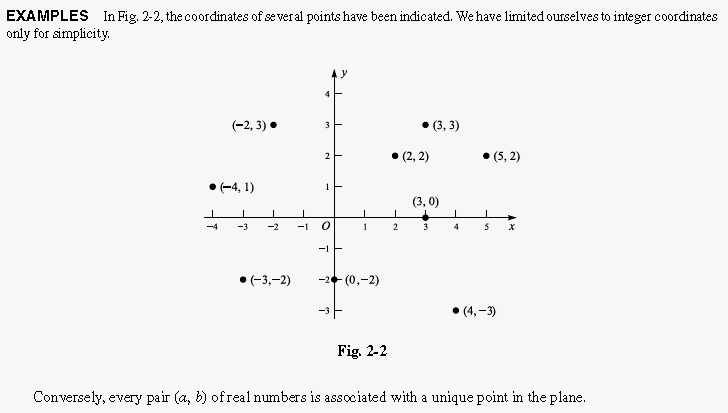 EXAMPLES In Fig. 2-2, the coordinates of several points have been indicated. We have limited ourselves to integer coordinates
only for simplicity.
y
4
(−2, 3) 3 (3, 3)
2 (2, 2) (5, 2)
(−4, 1) 1
(3, 0)
−4 −3 −2 −1 O 1 2 3 4 5 x
−1
(−3,−2) −2 (0,−2)
−3 (4,−3)
Fig. 2-2
Conversely, every pair (a, b) of real numbers is associated with a unique point in the plane.